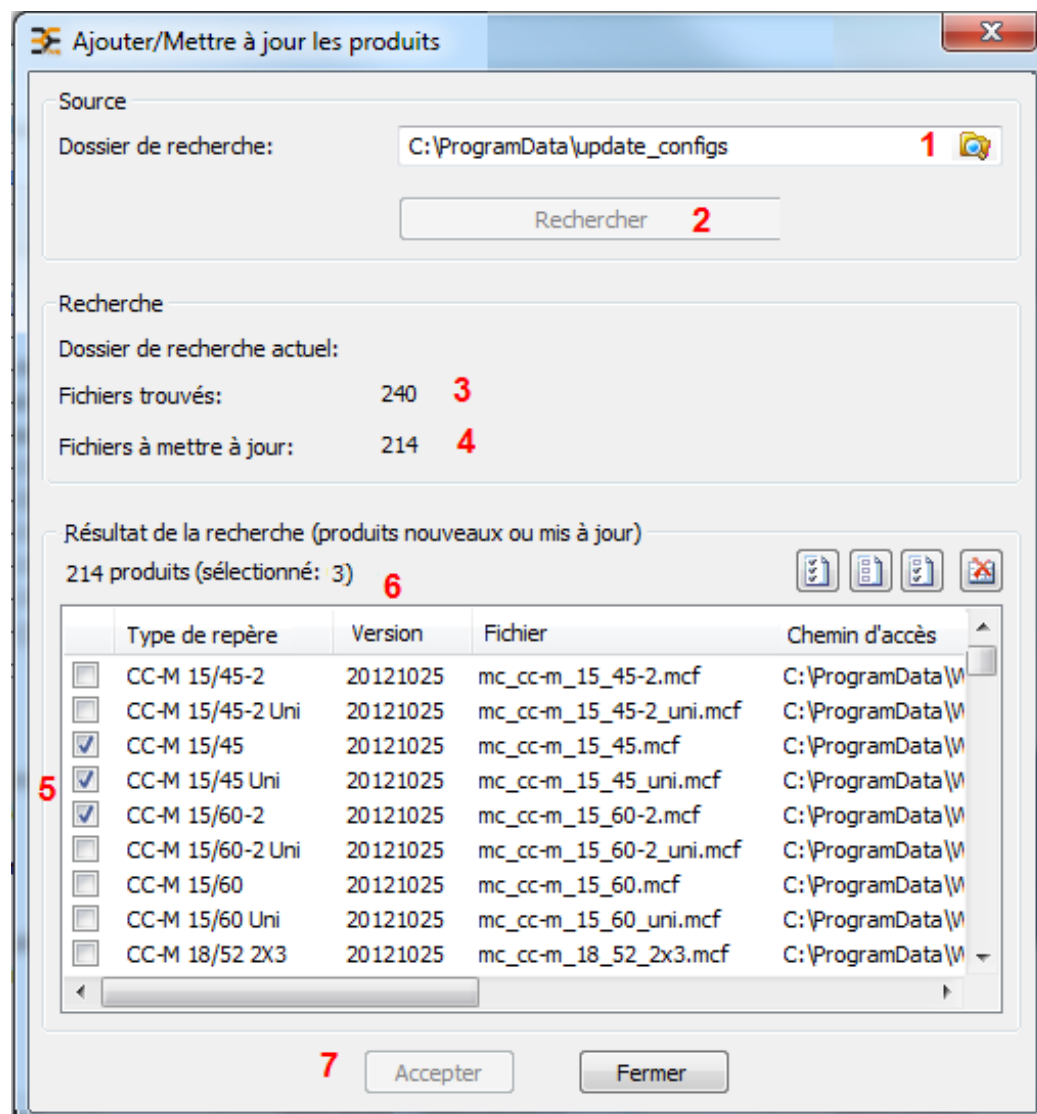 Ajouter/Mettre à jour les produits
Source
Dossier de recherche: C:\ProgramData\update_configs 1
Rechercher 2
Recherche
Dossier de recherche actuel:
Fichiers trouvés: 240 3
Fichiers à mettre à jour: 214 4
Résultat de la recherche (produits nouveaux ou mis à jour)
214 produits (sélectionné: 3) 6
Type de repère Version Fichier Chemin d'accès
CC-M 15/45-2 20121025 mc_cc-m_15_45-2.mcf C:\ProgramData\
CC-M 15/45-2 Uni 20121025 mc_cc-m_15_45-2_uni.mcf C:\ProgramData\
CC-M 15/45 20121025 mc_cc-m_15_45.mcf C:\ProgramData\
5 CC-M 15/45 Uni 20121025 mc_cc-m_15_45_uni.mcf C:\ProgramData\
CC-M 15/60-2 20121025 mc_cc-m_15_60-2.mcf C:\ProgramData\
CC-M 15/60-2 Uni 20121025 mc_cc-m_15_60-2_uni.mcf C:\ProgramData\
CC-M 15/60 20121025 mc_cc-m_15_60.mcf C:\ProgramData\
CC-M 15/60 Uni 20121025 mc_cc-m_15_60_uni.mcf C:\ProgramData\
CC-M 18/52 2X3 20121025 mc_cc-m_18_52_2x3.mcf C:\ProgramData\
7 Accepter Fermer